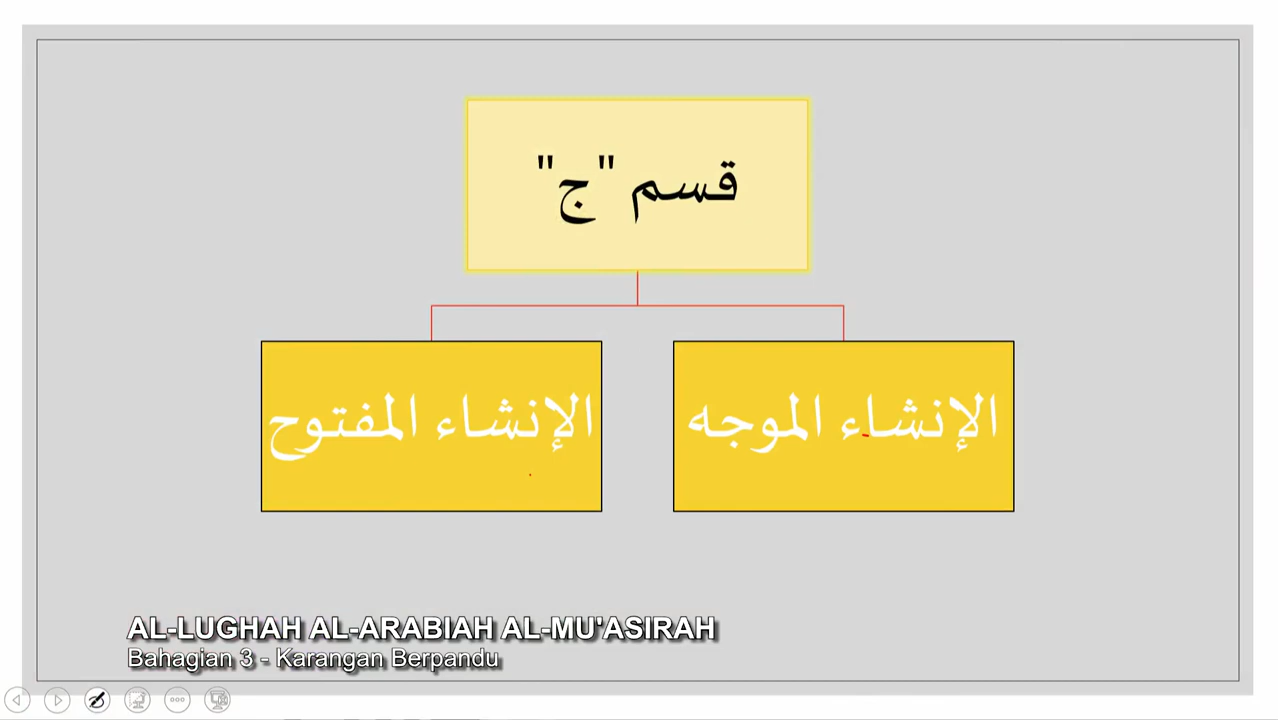 قسم "ج"
الإنشاء الموجه
الإنشاء المفتوح
AL-LUGHAH AL-ARABIAH AL-MU'ASIRAH
Bahagian 3 - Karangan Berpandu